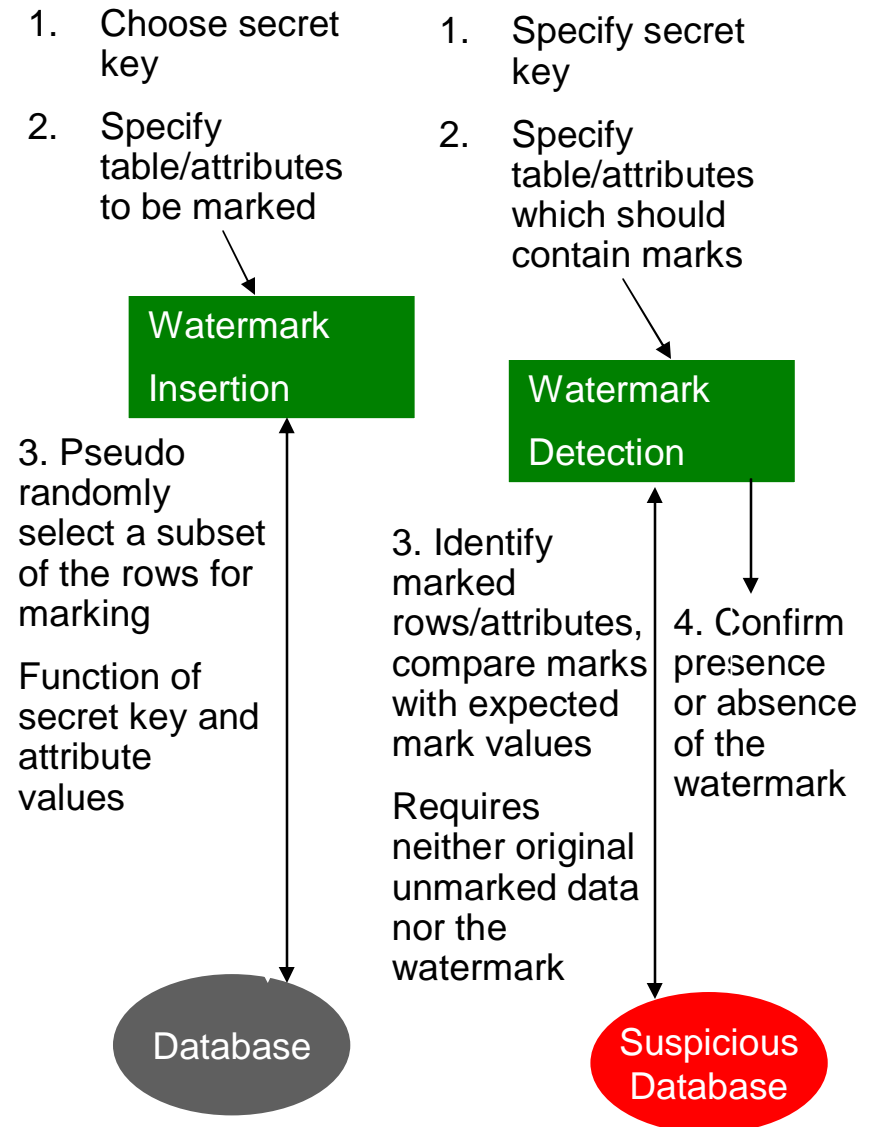 1. Choose secret
key
2. Specify
table/attributes
to be marked
Watermark
Insertion
3. Pseudo
randomly
select a subset
of the rows for
marking
Function of
secret key and
attribute
values
Database
1. Specify secret
key
2. Specify
table/attributes
which should
contain marks
Watermark
Detection
3. Identify
marked
rows/attributes,
compare marks
with expected
mark values
Requires
neither original
unmarked data
nor the
watermark
4. Confirm
presence
or absence
of the
watermark
Suspicious
Database